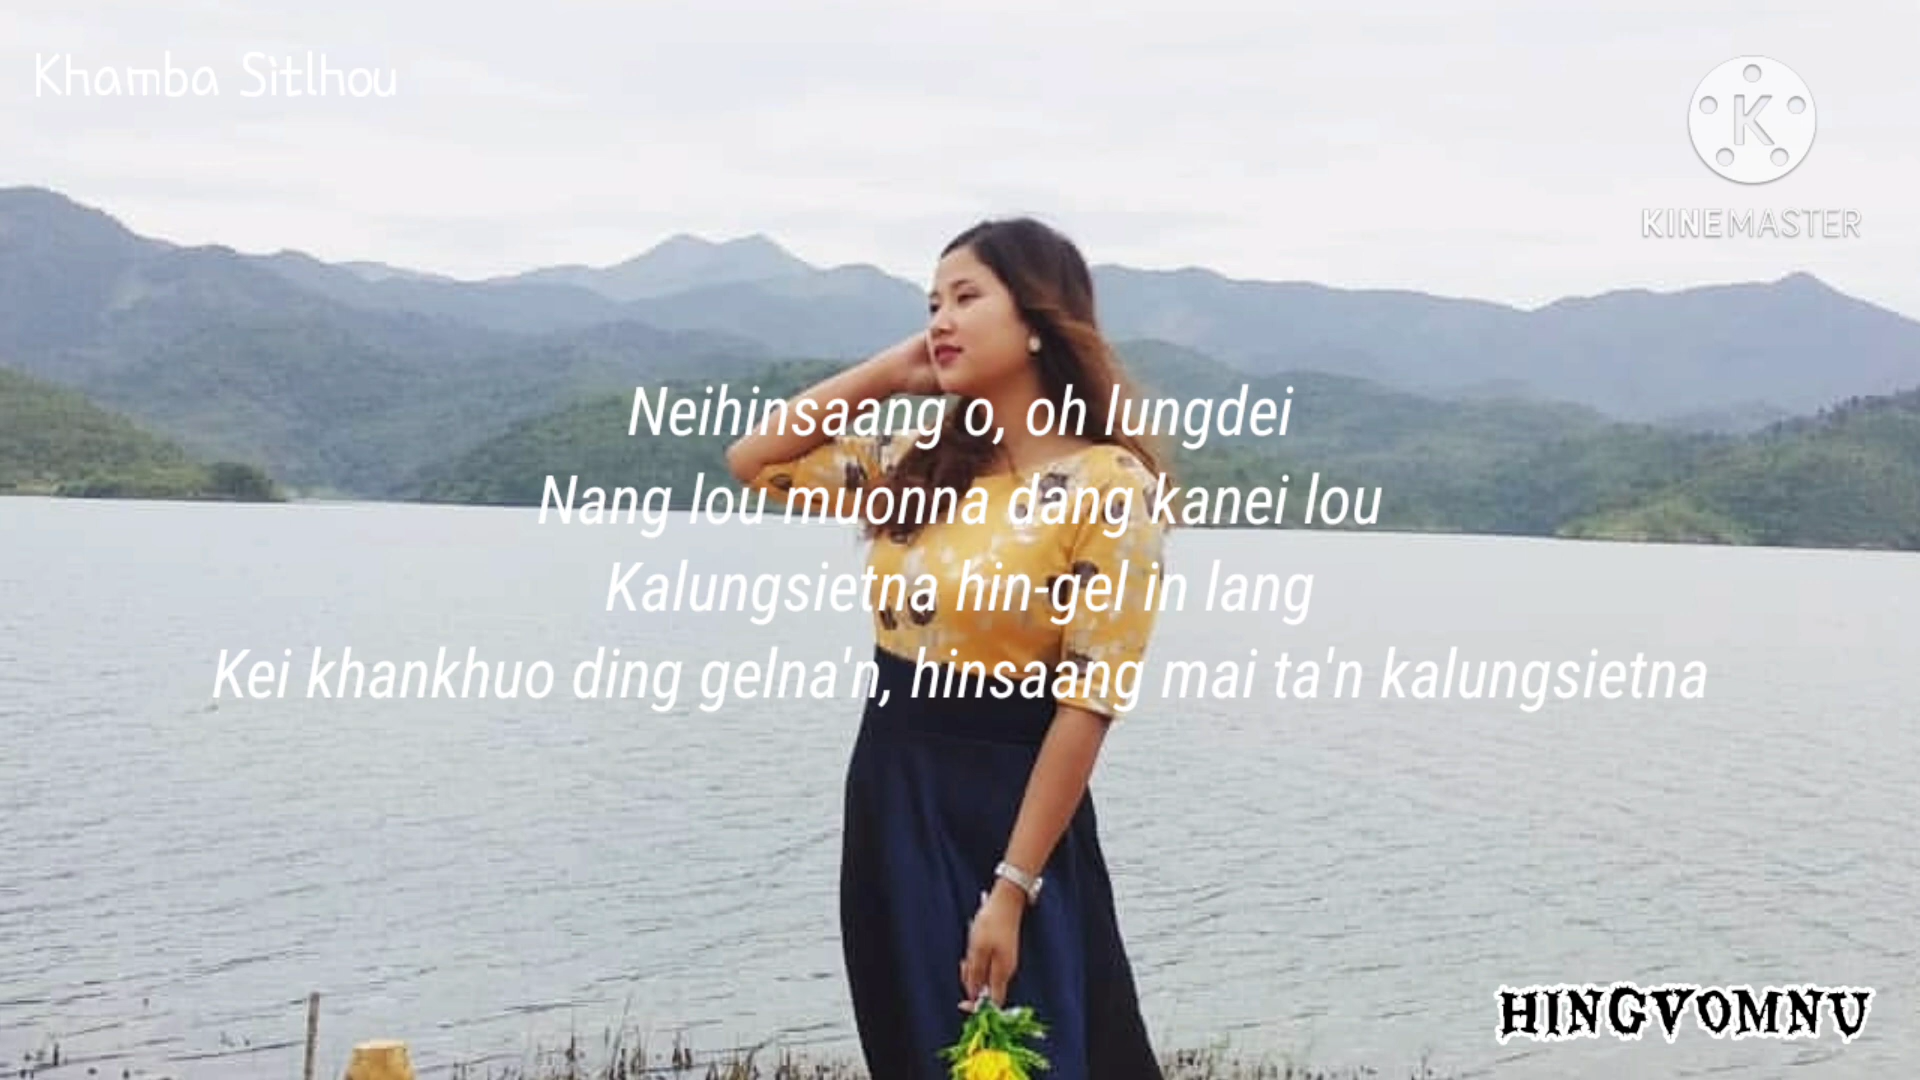 Khamba Sitlhou
K
KINEMASTER
Neihinsaang o, oh lungdei
Nang lou muonna dang kanei lou
Kalungsietna hin-gel in lang
Kei khankhuo ding gelna'n, hinsaang mai ta'n kalungsietna
HINGVOMNU